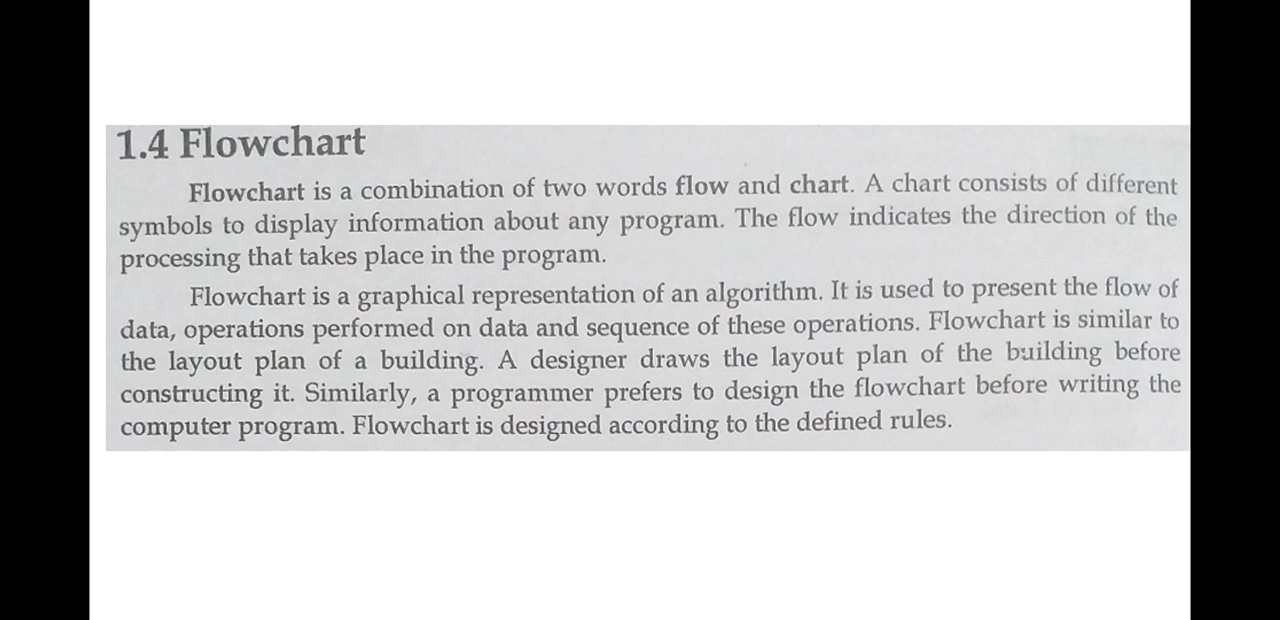 1.4 Flowchart
Flowchart is a combination of two words flow and chart. A chart consists of different
symbols to display information about any program. The flow indicates the direction of the
processing that takes place in the program.
Flowchart is a graphical representation of an algorithm. It is used to present the flow of
data, operations performed on data and sequence of these operations. Flowchart is similar to
the layout plan of a building. A designer draws the layout plan of the building before
constructing it. Similarly, a programmer prefers to design the flowchart before writing the
computer program. Flowchart is designed according to the defined rules.